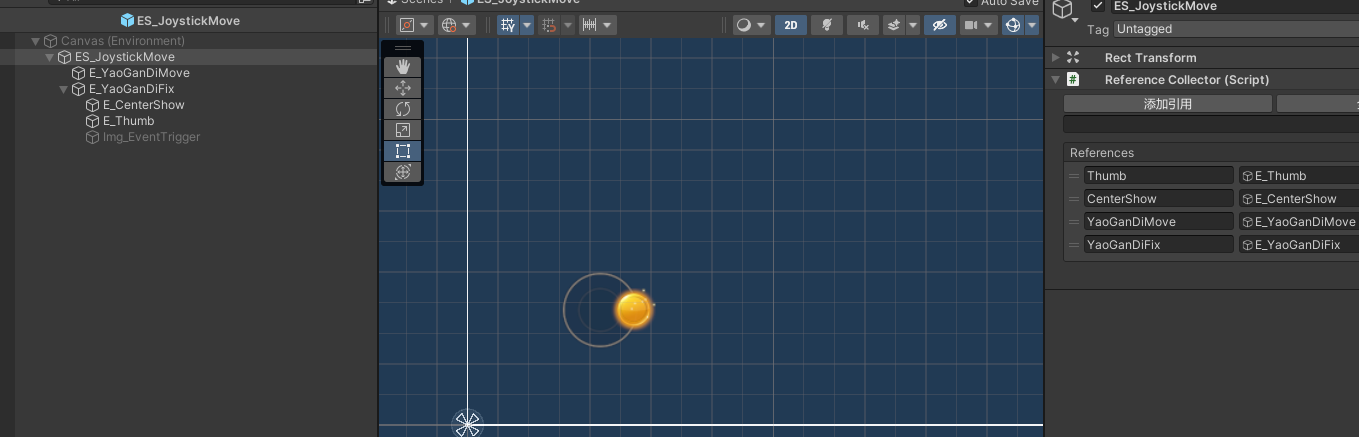 Scenes
ES_JoystickMove
Auto Save
ES_JoystickMove
ES_JoystickMove
Canvas (Environment)
ES_JoystickMove
E_YaoGanDiMove
E_YaoGanDiFix
E_CenterShow
E_Thumb
Img_EventTrigger
2D
Tag Untagged
Rect Transform
# Reference Collector (Script)
添加引用
References
Thumb E_Thumb
CenterShow E_CenterShow
YaoGanDiMove E_YaoGanDiMove
YaoGanDiFix E_YaoGanDiFix